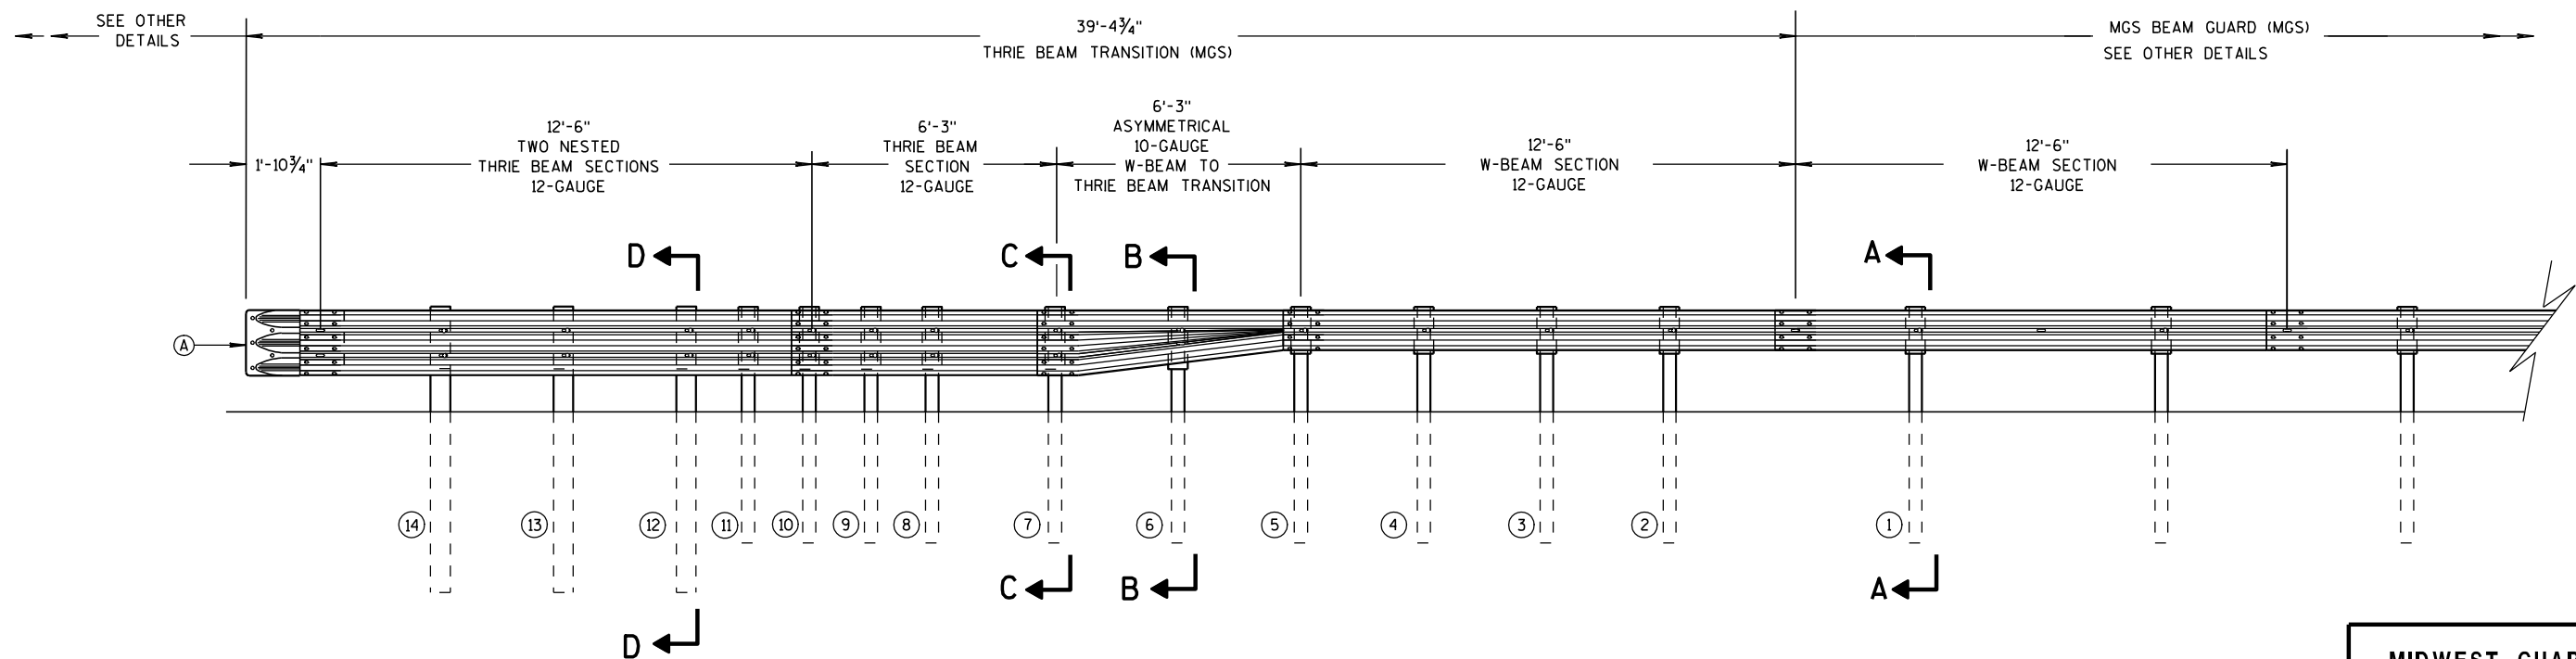 SEE OTHER
DETAILS
39'-4¾"
THRIE BEAM TRANSITION (MGS)
MGS BEAM GUARD (MGS)
SEE OTHER DETAILS
1'-10¾"
12'-6"
TWO NESTED
THRIE BEAM SECTIONS
12-GAUGE
6'-3"
THRIE BEAM
SECTION
12-GAUGE
6'-3"
ASYMMETRICAL
10-GAUGE
W-BEAM TO
THRIE BEAM TRANSITION
12'-6"
W-BEAM SECTION
12-GAUGE
12'-6"
W-BEAM SECTION
12-GAUGE
D
C
B
A
A
14
13
12
11
10
9
8
7
6
5
4
3
2
1
C
B
A
D